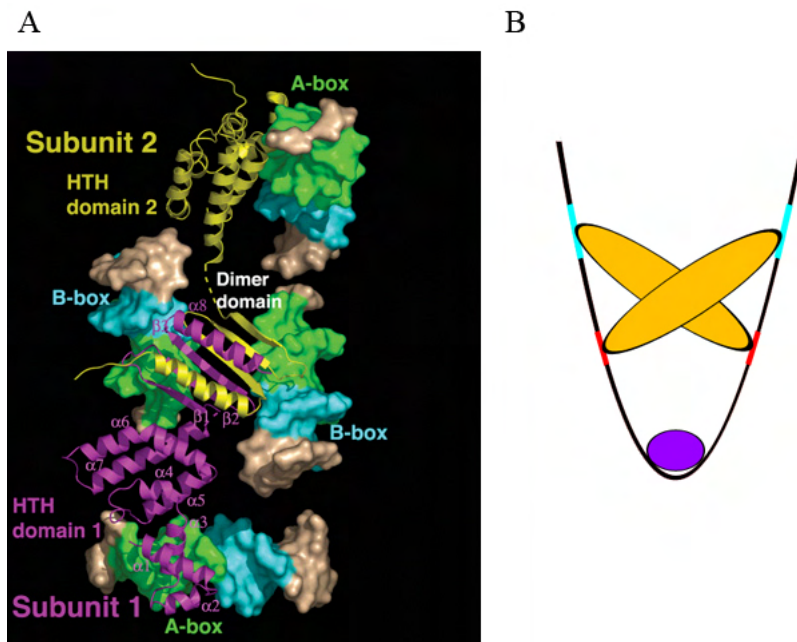 A
B
A-box
Subunit 2
HTH
domain 2
Dimer
domain
B-box
α8
β3
β1
β2
B-box
α6
α7
α4
α5
HTH
domain 1
α3
α1
α2
Subunit 1
A-box